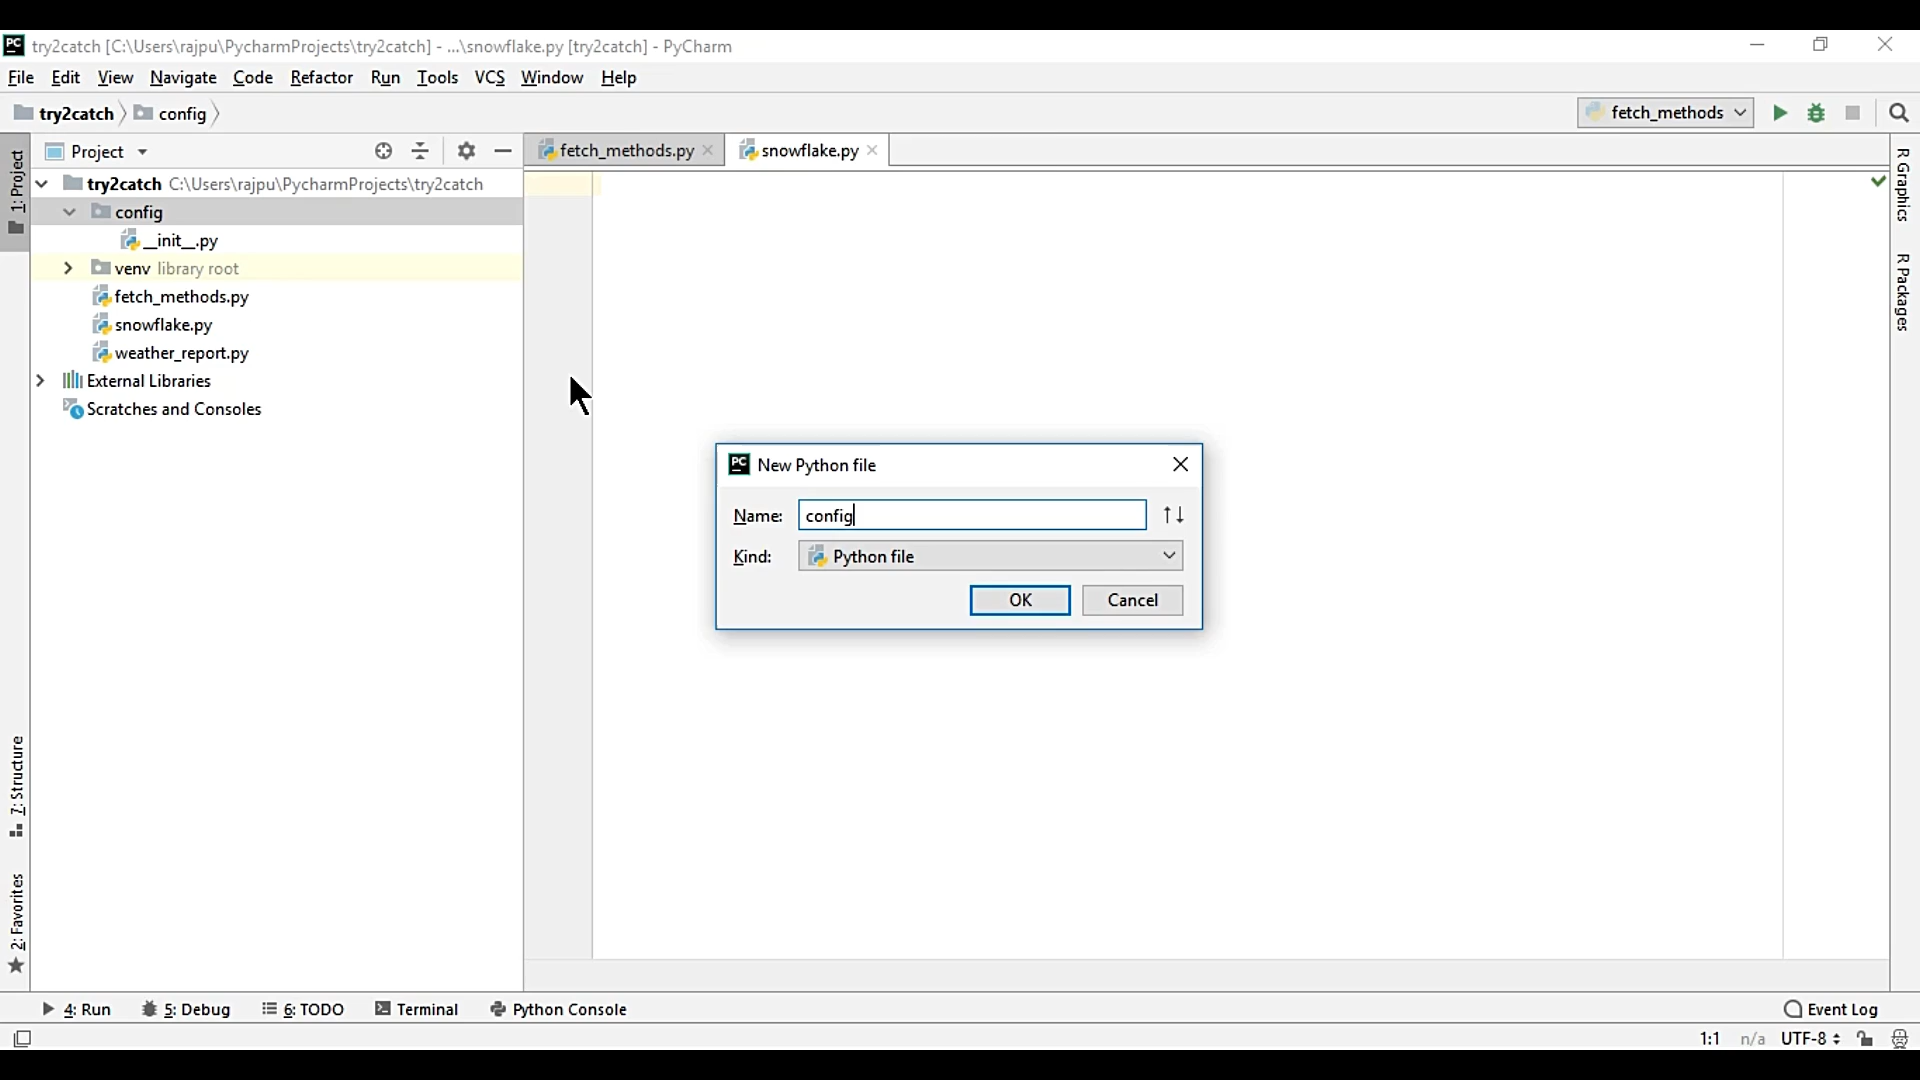 PC try2catch [C:\Users\rajpu\PycharmProjects\try2catch] - ...\snowflake.py [try2catch] - PyCharm
File Edit View Navigate Code Refactor Run Tools VCS Window Help
try2catch config fetch_methods
Project fetch_methods.py snowflake.py
try2catch C:\Users\rajpu\PycharmProjects\try2catch
config
__init__.py
venv library root
fetch_methods.py
snowflake.py
weather_report.py
External Libraries
Scratches and Consoles
1: Project
7: Structure
2: Favorites
R Graphics
R Packages
PC New Python file
Name: config
Kind: Python file
OK Cancel
4: Run 5: Debug 6: TODO Terminal Python Console Event Log
1:1 n/a UTF-8